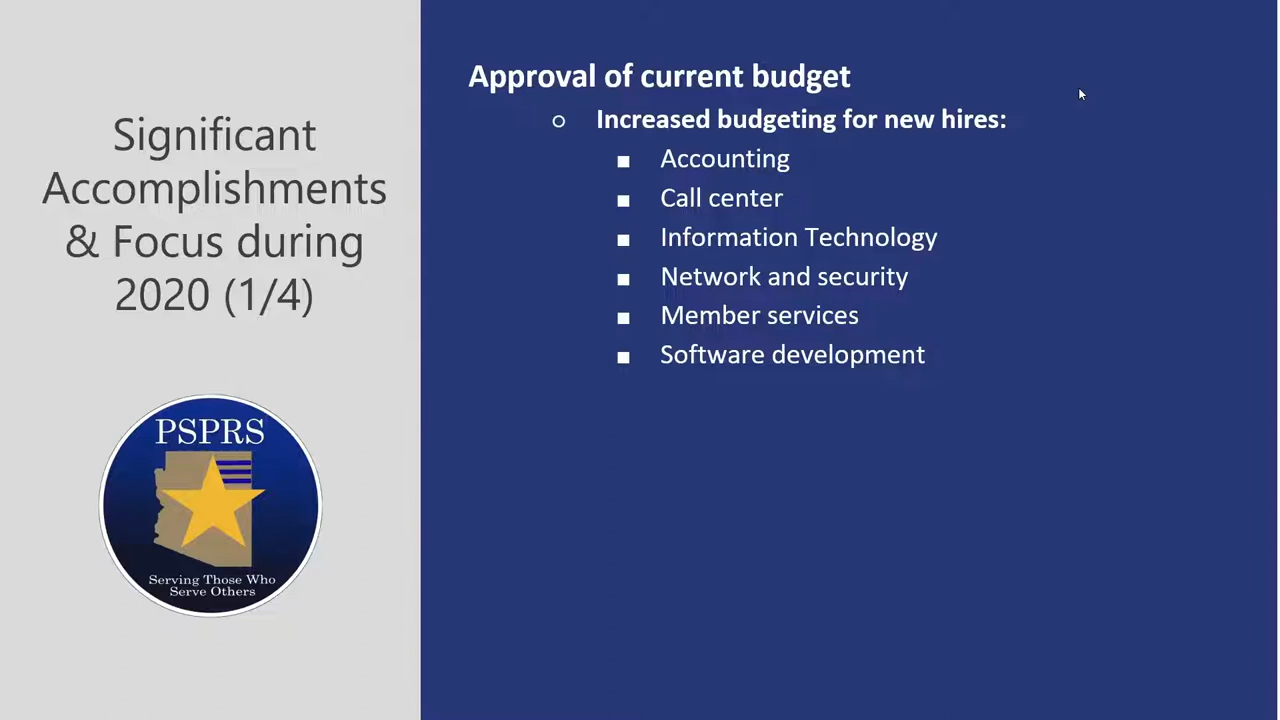 Significant
Accomplishments
& Focus during
2020 (1/4)
PSPRS
Serving Those Who
Serve Others
Approval of current budget
Increased budgeting for new hires:
Accounting
Call center
Information Technology
Network and security
Member services
Software development